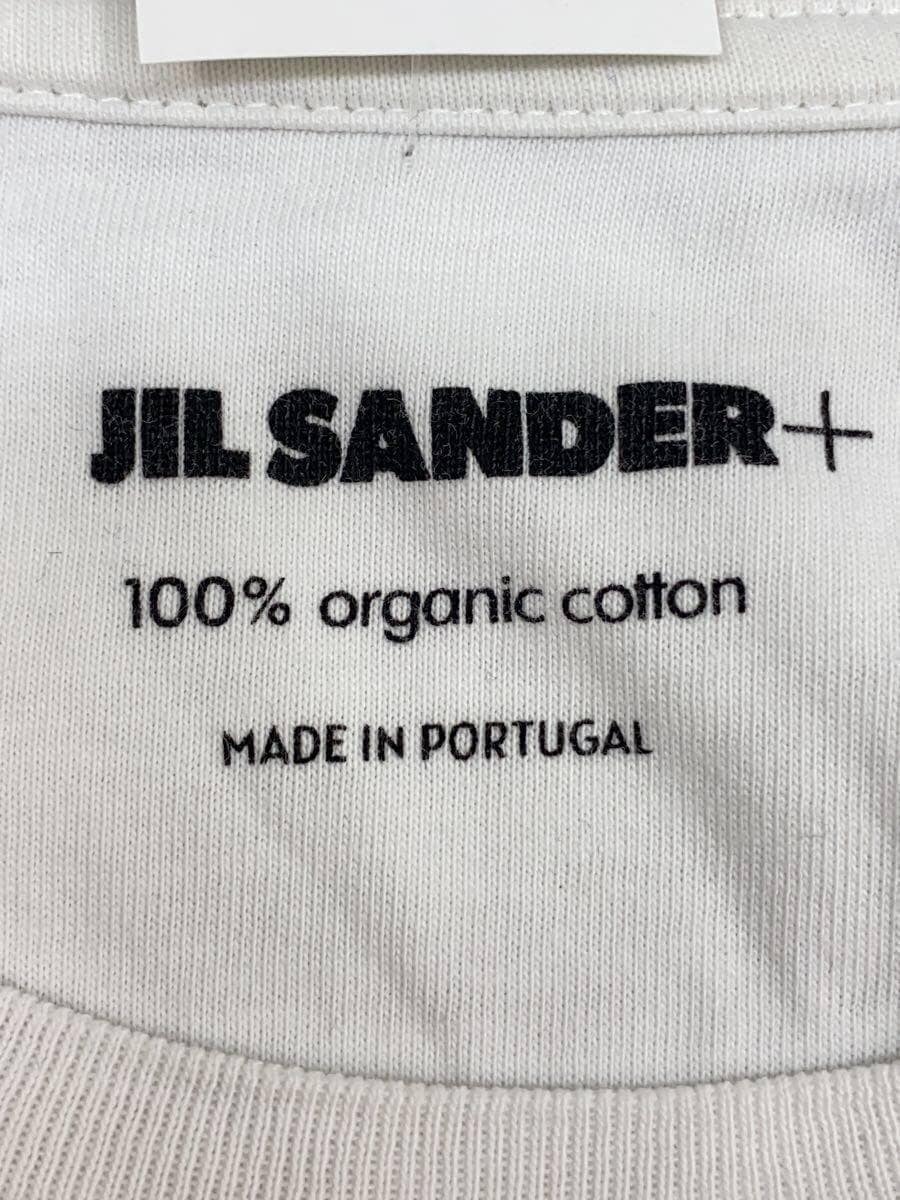 JIL SANDER+
100% organic cotton
MADE IN PORTUGAL